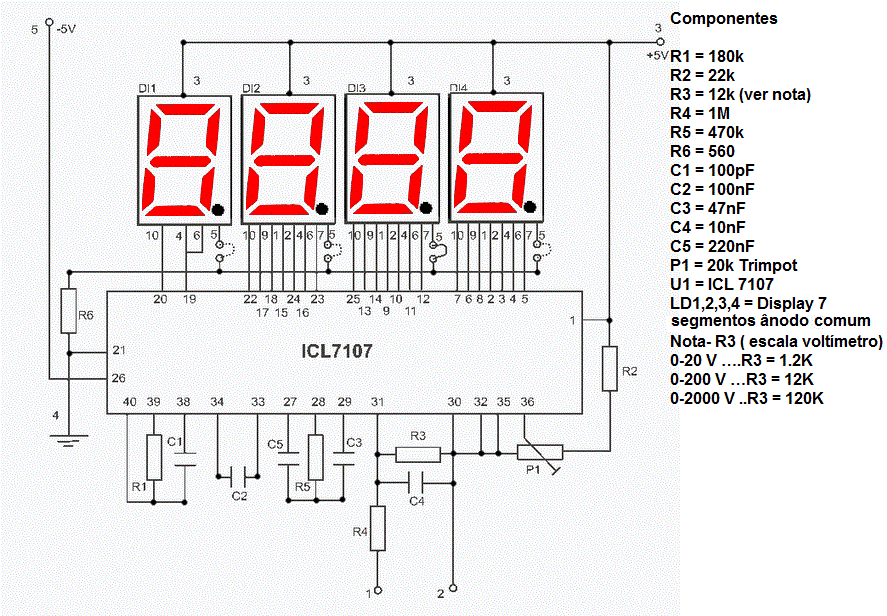 5 -5V
3
+5V
Componentes
R1 = 180k
R2 = 22k
R3 = 12k (ver nota)
R4 = 1M
R5 = 470k
R6 = 560
C1 = 100pF
C2 = 100nF
C3 = 47nF
C4 = 10nF
C5 = 220nF
P1 = 20k Trimpot
U1 = ICL 7107
LD1,2,3,4 = Display 7
segmentos ânodo comum
Nota- R3 ( escala voltímetro)
0-20 V ....R3 = 1.2K
0-200 V ...R3 = 12K
0-2000 V ..R3 = 120K
3 3 3 3
DI1 DI2 DI3 DI4
10 4 6 5 10 9 1 2 4 6 7 5 10 9 1 2 4 6 7 5 10 9 1 2 4 6 7 5
20 19 22 17 18 15 24 16 23 25 13 14 9 10 11 12 7 6 8 2 3 4 5
R6
1
ICL7107
21
26
R2
4
40 39 38 34 33 27 28 29 31 30 32 35 36
R1 C1 C2 C5 R5 C3 R3 C4 P1
R4
1 2